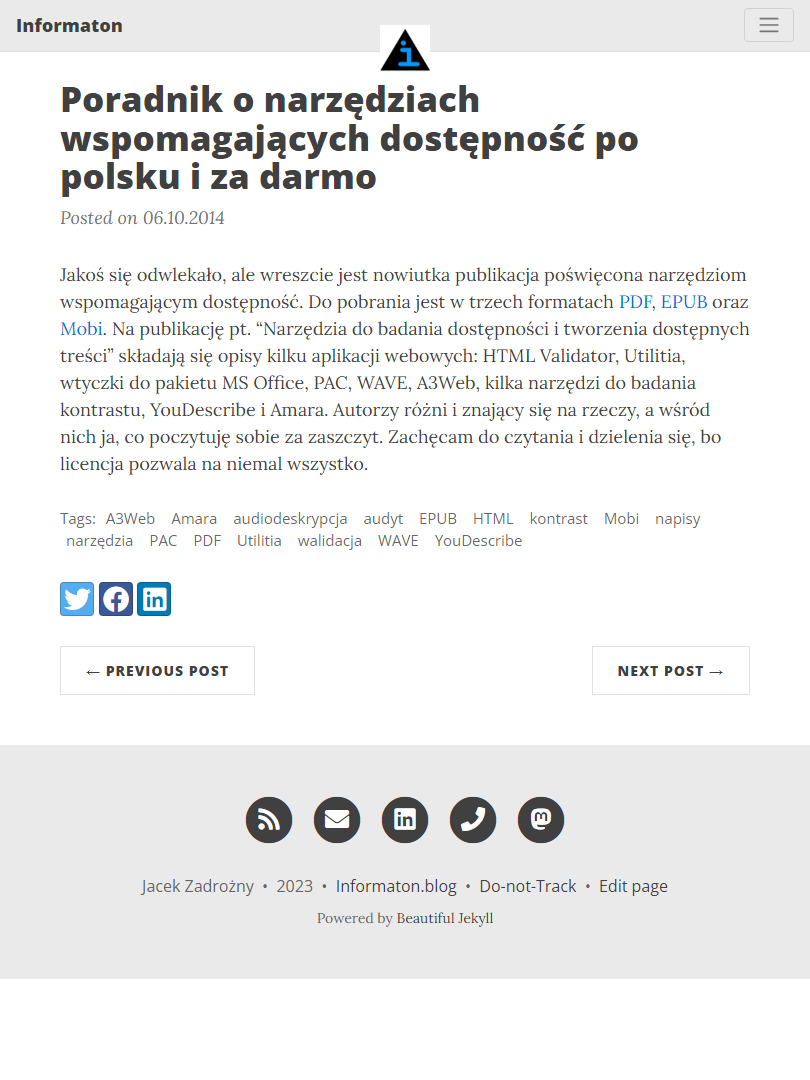 Informaton
Poradnik o narzędziach
wspomagających dostępność po
polsku i za darmo
Posted on 06.10.2014
Jakoś się odwlekało, ale wreszcie jest nowiutka publikacja poświęcona narzędziom
wspomagającym dostępność. Do pobrania jest w trzech formatach PDF, EPUB oraz
Mobi. Na publikację pt. “Narzędzia do badania dostępności i tworzenia dostępnych
treści” składają się opisy kilku aplikacji webowych: HTML Validator, Utilitia,
wtyczki do pakietu MS Office, PAC, WAVE, A3Web, kilka narzędzi do badania
kontrastu, YouDescribe i Amara. Autorzy różni i znający się na rzeczy, a wśród
nich ja, co poczytuję sobie za zaszczyt. Zachęcam do czytania i dzielenia się, bo
licencja pozwala na niemal wszystko.
Tags: A3Web Amara audiodeskrypcja audyt EPUB HTML kontrast Mobi napisy
narzędzia PAC PDF Utilitia walidacja WAVE YouDescribe
← PREVIOUS POST NEXT POST →
Jacek Zadrożny • 2023 • Informaton.blog • Do-not-Track • Edit page
Powered by Beautiful Jekyll